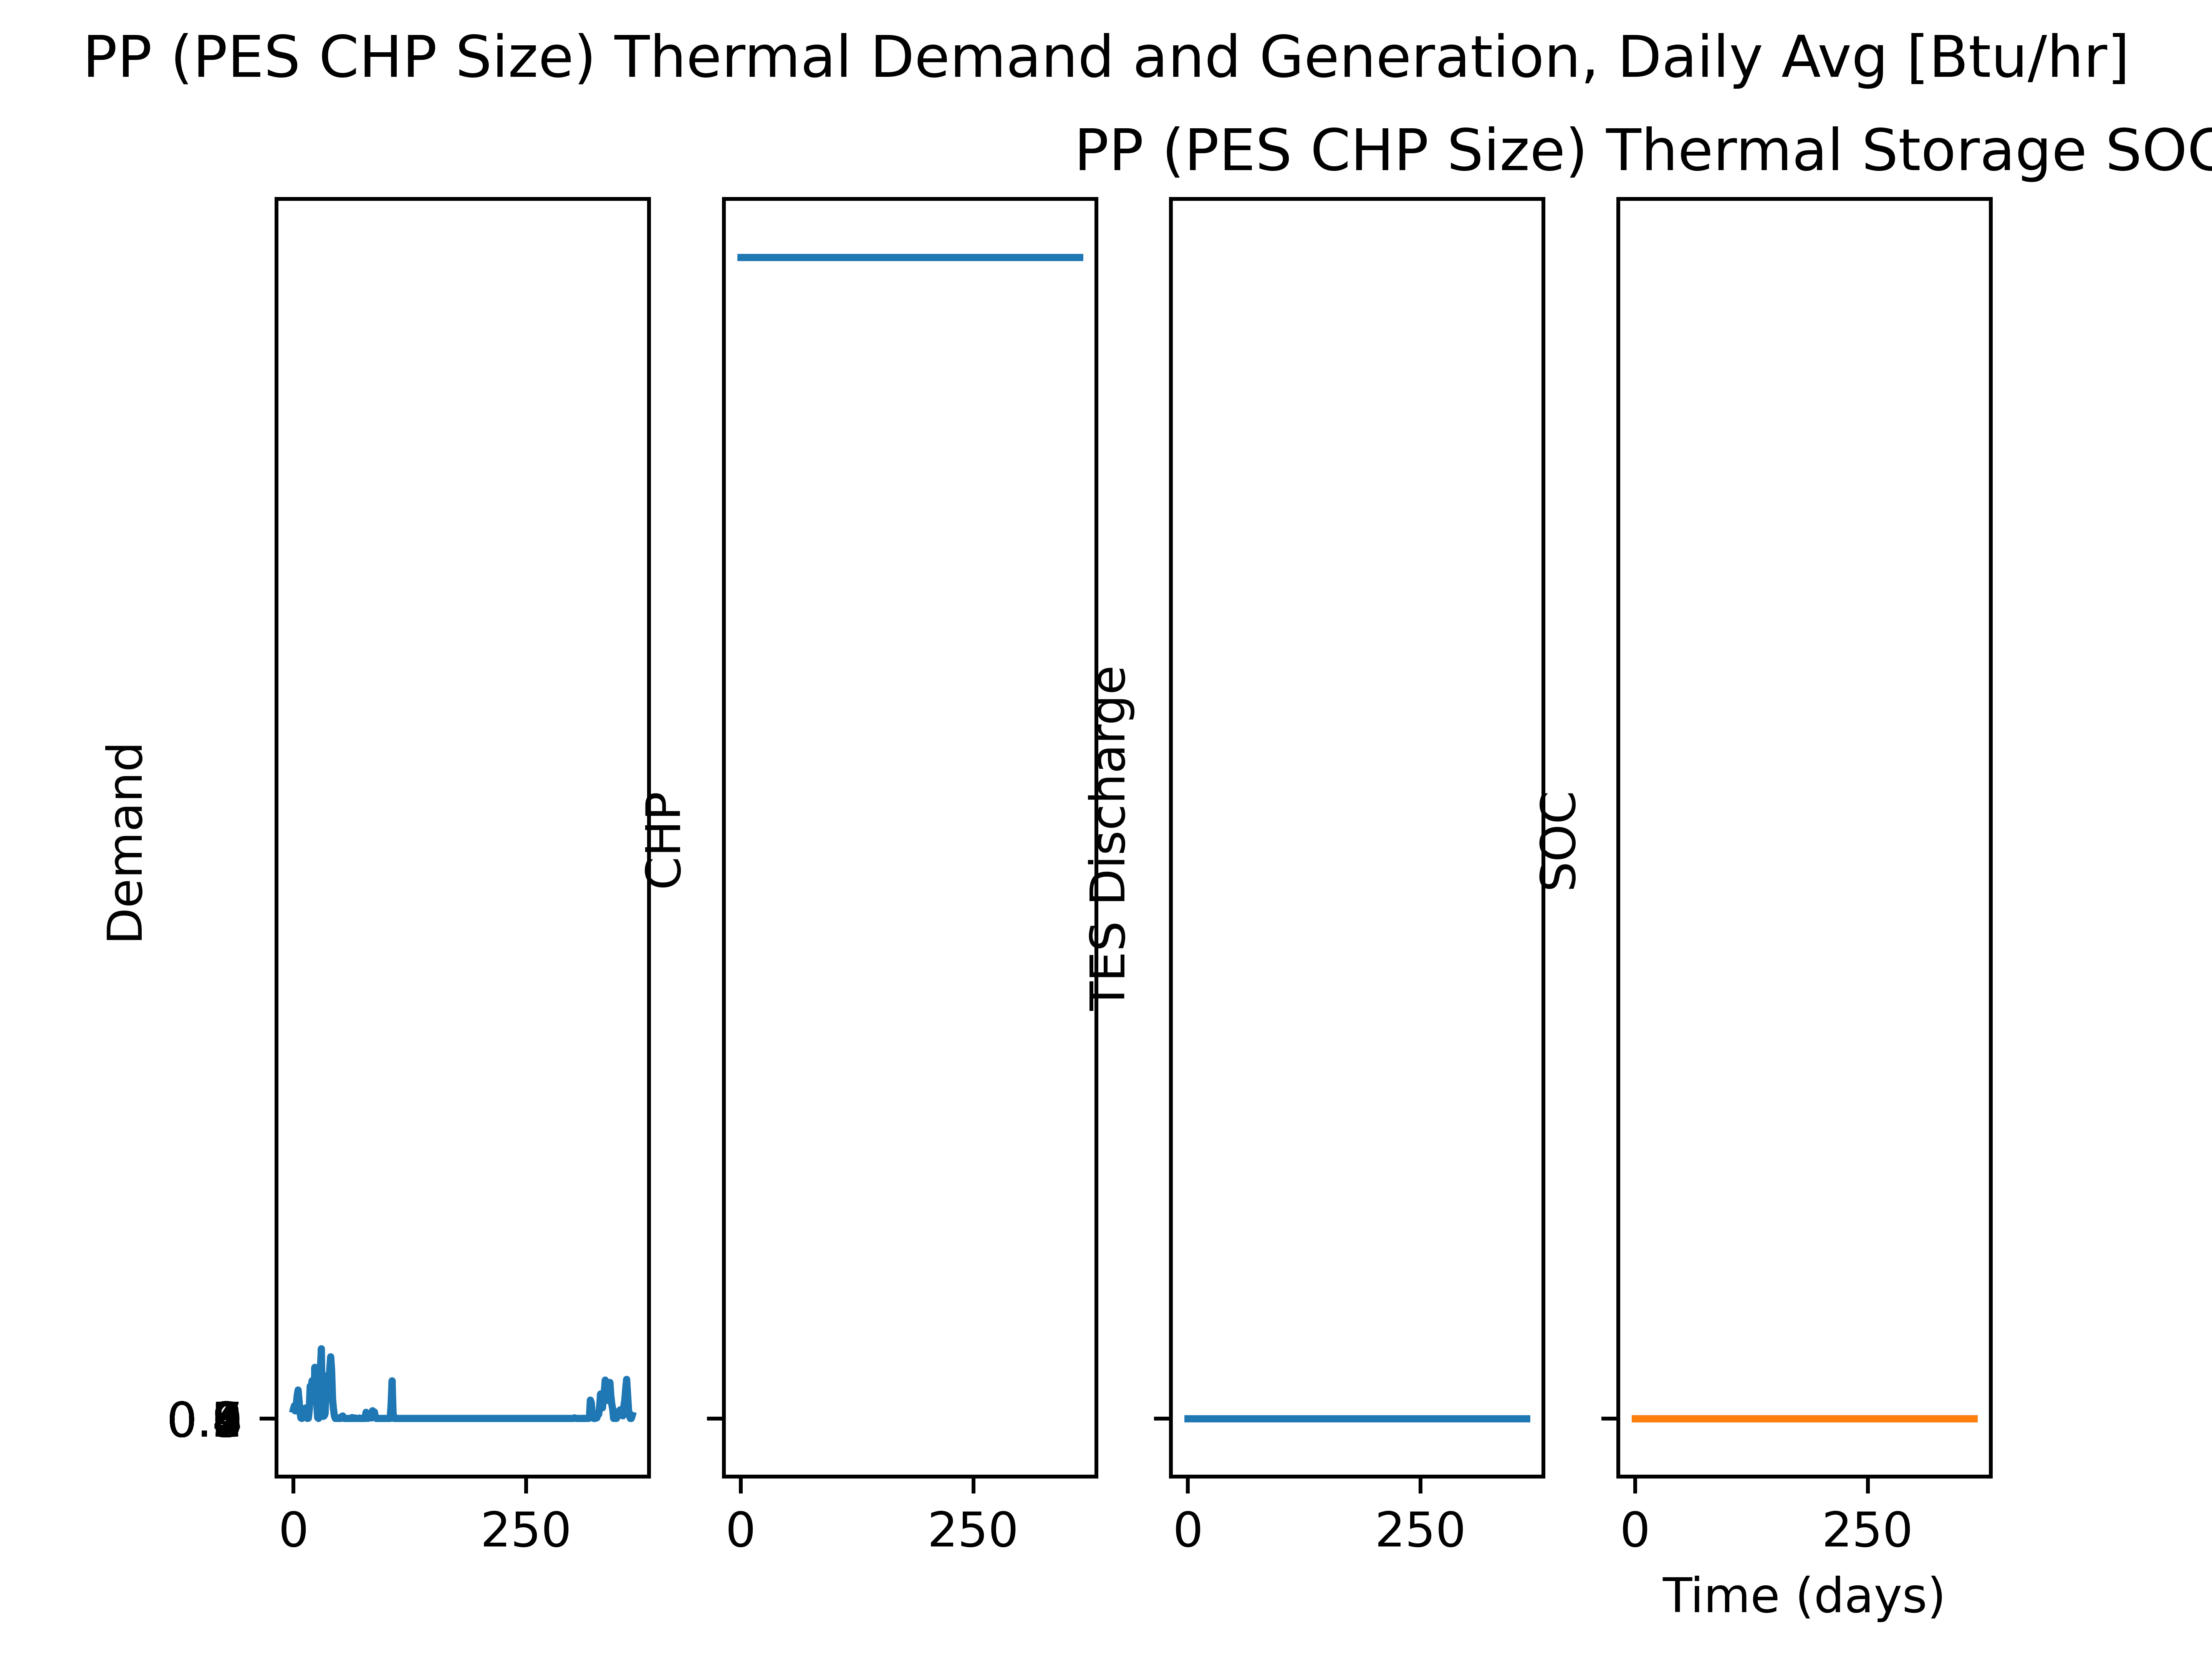 PP (PES CHP Size) Thermal Demand and Generation, Daily Avg [Btu/hr]
PP (PES CHP Size) Thermal Storage SOC
Demand
CHP
TES Discharge
SOC
0 250 0 250 0 250 0 250
Time (days)